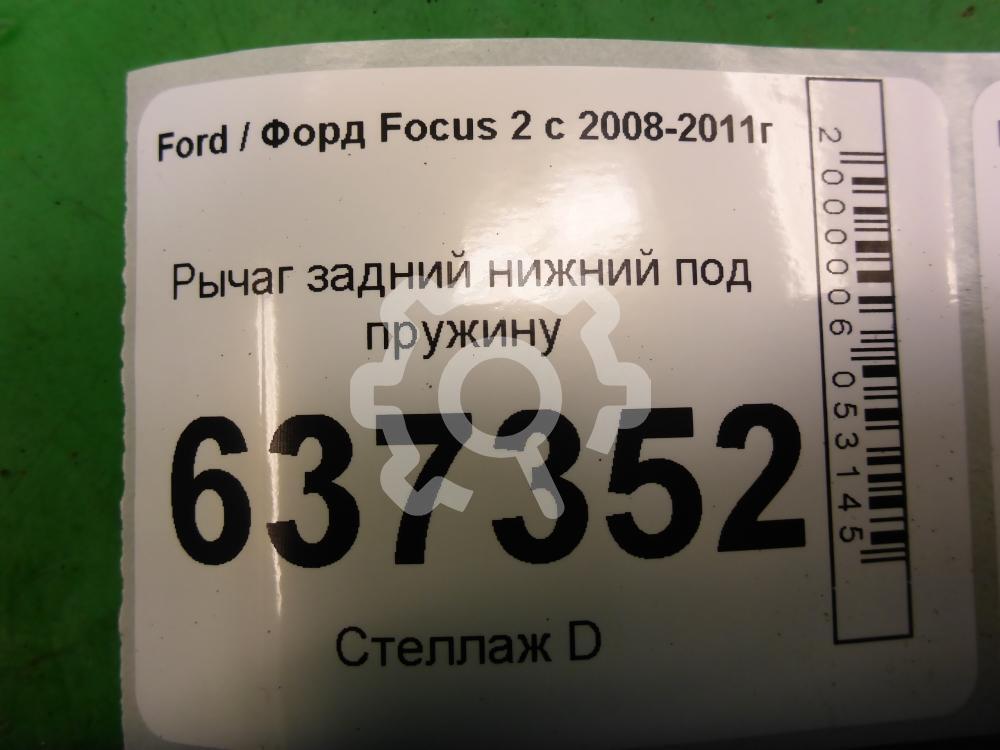 Ford / Форд Focus 2 с 2008-2011г
Рычаг задний нижний под
пружину
637352
Стеллаж D
2000006053145